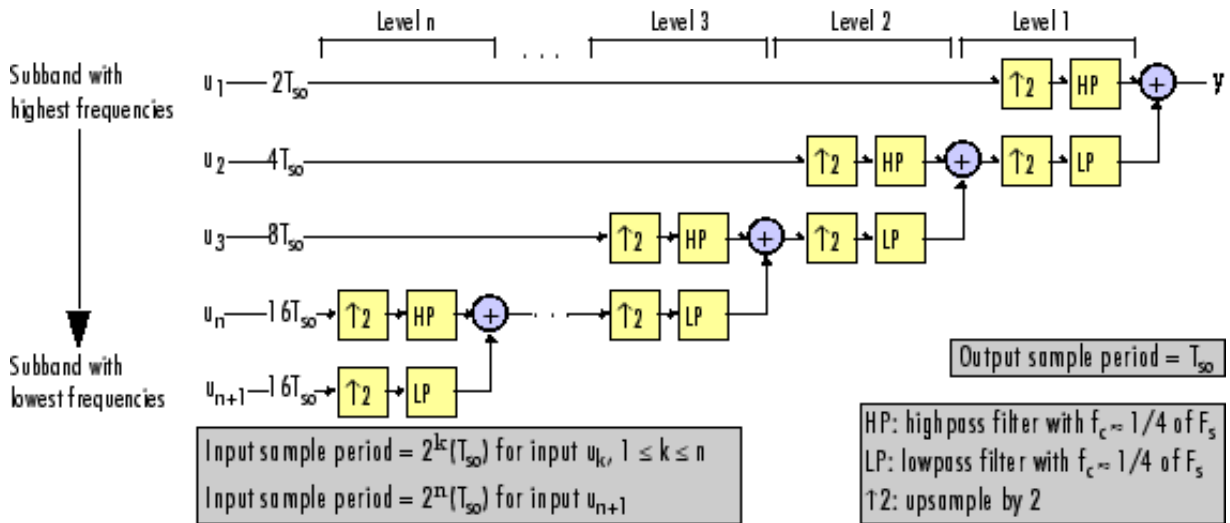 Level n . . . Level 3 Level 2 Level 1
Subband with
highest frequencies
u1 2Tso ↑2 HP + y
u2 4Tso ↑2 HP + ↑2 LP
u3 8Tso ↑2 HP + ↑2 LP
un 16Tso ↑2 HP + . . . ↑2 LP
Subband with
lowest frequencies
un+1 16Tso ↑2 LP
Output sample period = Tso
Input sample period = 2^k(Tso) for input uk, 1 ≤ k ≤ n
Input sample period = 2^n(Tso) for input un+1
HP: highpass filter with fc ≈ 1/4 of Fs
LP: lowpass filter with fc ≈ 1/4 of Fs
↑2: upsample by 2